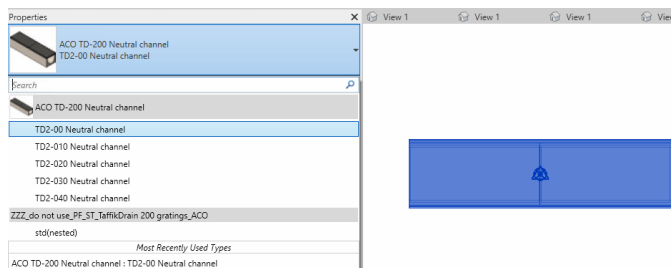 Properties
View 1
View 1
View 1
Vie
ACO TD-200 Neutral channel
TD2-00 Neutral channel
Search
ACO TD-200 Neutral channel
TD2-00 Neutral channel
TD2-010 Neutral channel
TD2-020 Neutral channel
TD2-030 Neutral channel
TD2-040 Neutral channel
ZZZ_do not use_PF_ST_TaffikDrain 200 gratings_ACO
std(nested)
Most Recently Used Types
ACO TD-200 Neutral channel : TD2-00 Neutral channel